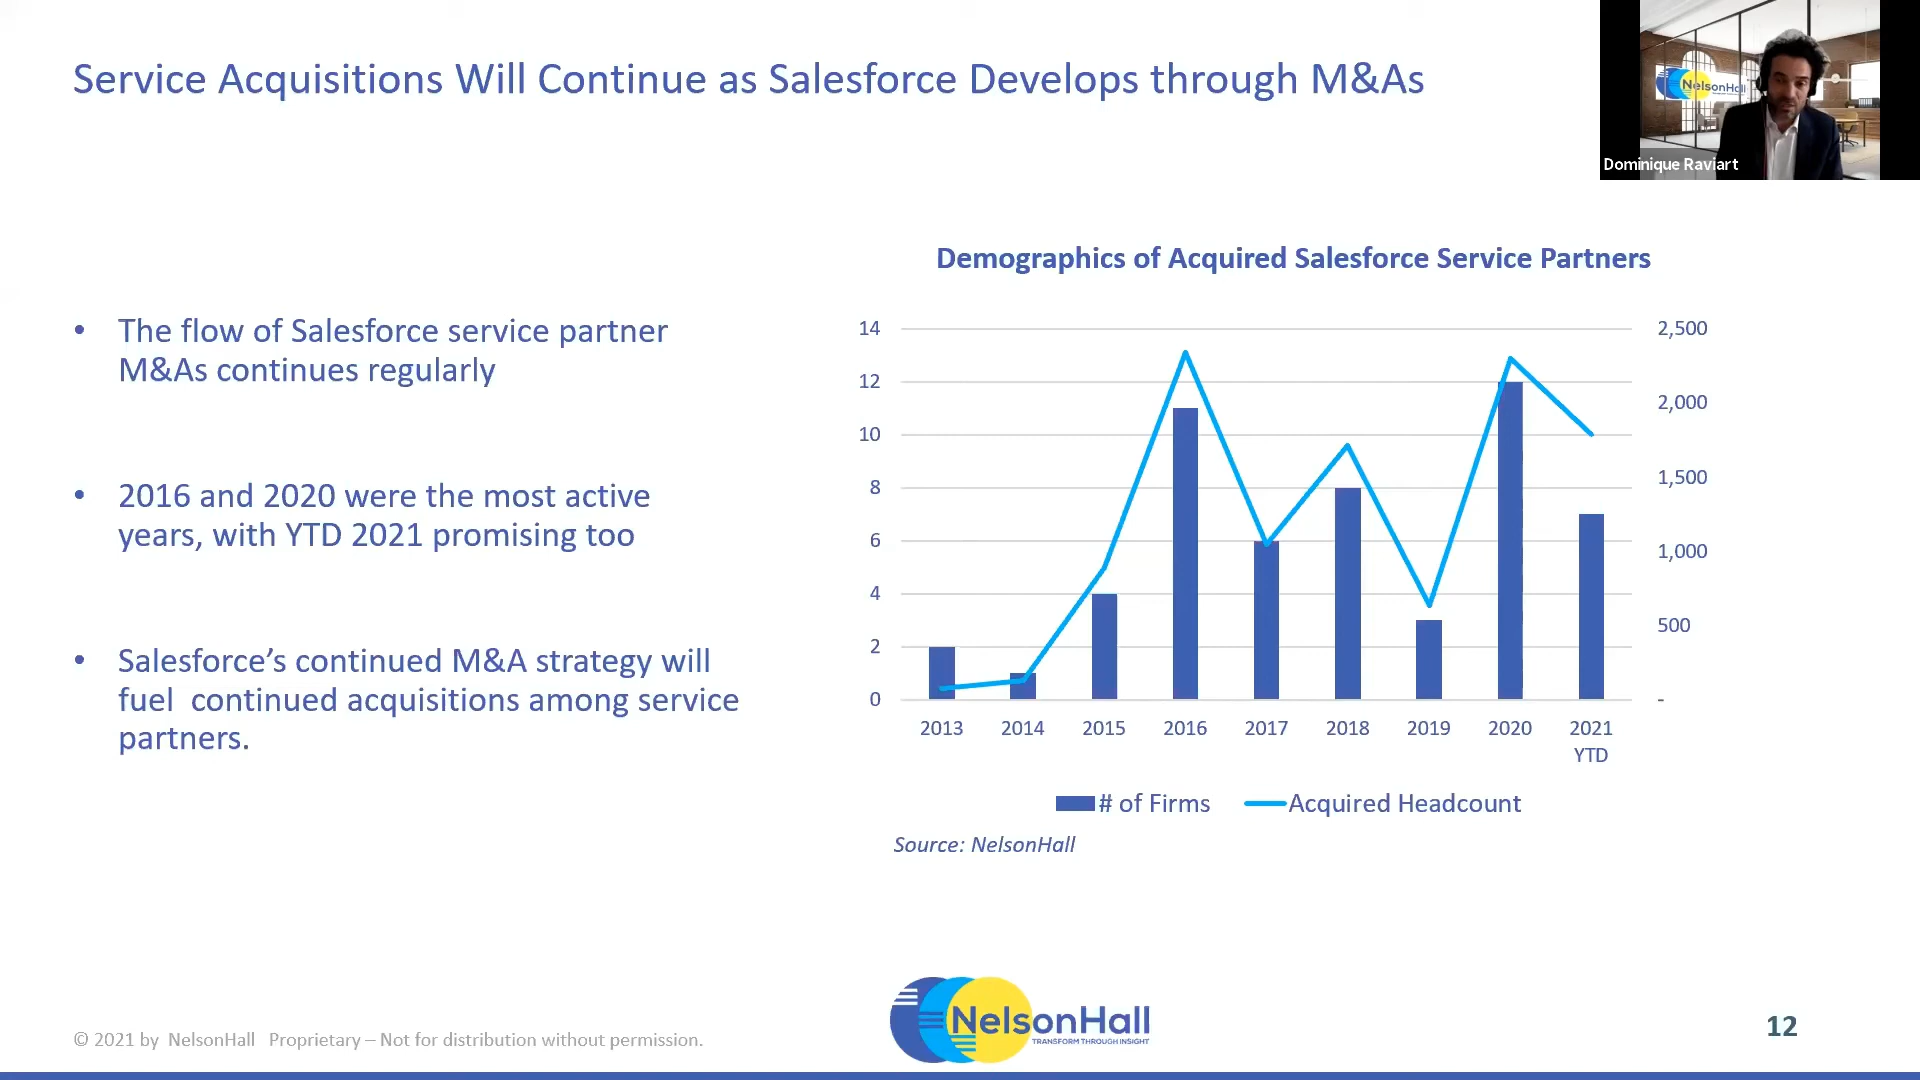 Service Acquisitions Will Continue as Salesforce Develops through M&As
NelsonHall
Dominique Raviart
• The flow of Salesforce service partner
M&As continues regularly
• 2016 and 2020 were the most active
years, with YTD 2021 promising too
• Salesforce’s continued M&A strategy will
fuel  continued acquisitions among service
partners.
Demographics of Acquired Salesforce Service Partners
14
12
10
8
6
4
2
0
2,500
2,000
1,500
1,000
500
-
2013 2014 2015 2016 2017 2018 2019 2020 2021
YTD
# of Firms Acquired Headcount
Source: NelsonHall
© 2021 by  NelsonHall   Proprietary – Not for distribution without permission.
NelsonHall
TRANSFORM THROUGH INSIGHT
12